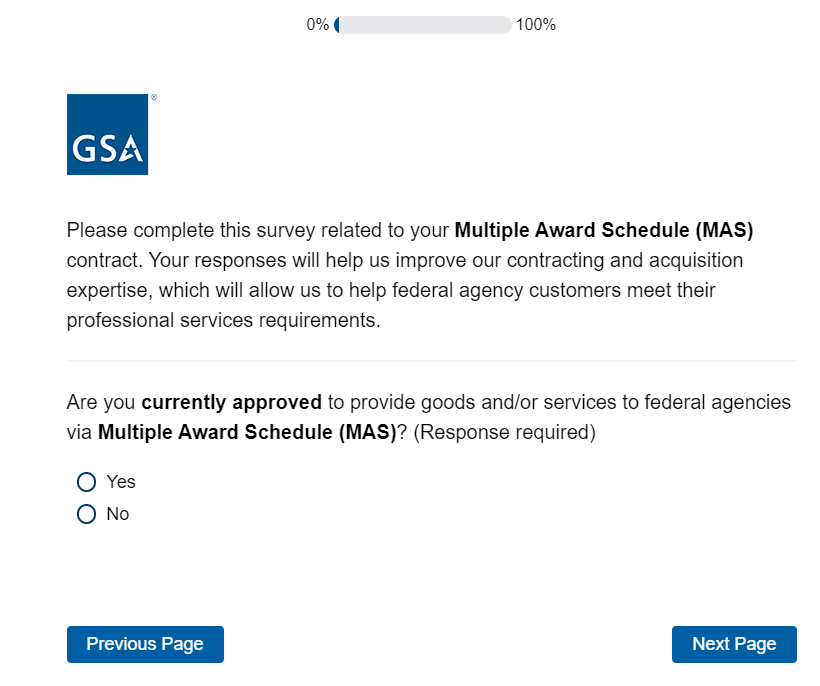 0% 100%
®
GSA
Please complete this survey related to your Multiple Award Schedule (MAS)
contract. Your responses will help us improve our contracting and acquisition
expertise, which will allow us to help federal agency customers meet their
professional services requirements.
Are you currently approved to provide goods and/or services to federal agencies
via Multiple Award Schedule (MAS)? (Response required)
Yes
No
Previous Page Next Page